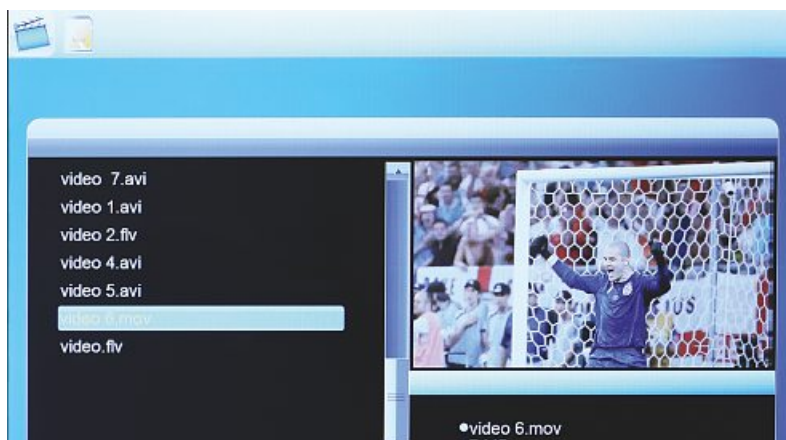 video 7.avi
video 1.avi
video 2.flv
video 4.avi
video 5.avi
video 6.mov
video.flv
●video 6.mov